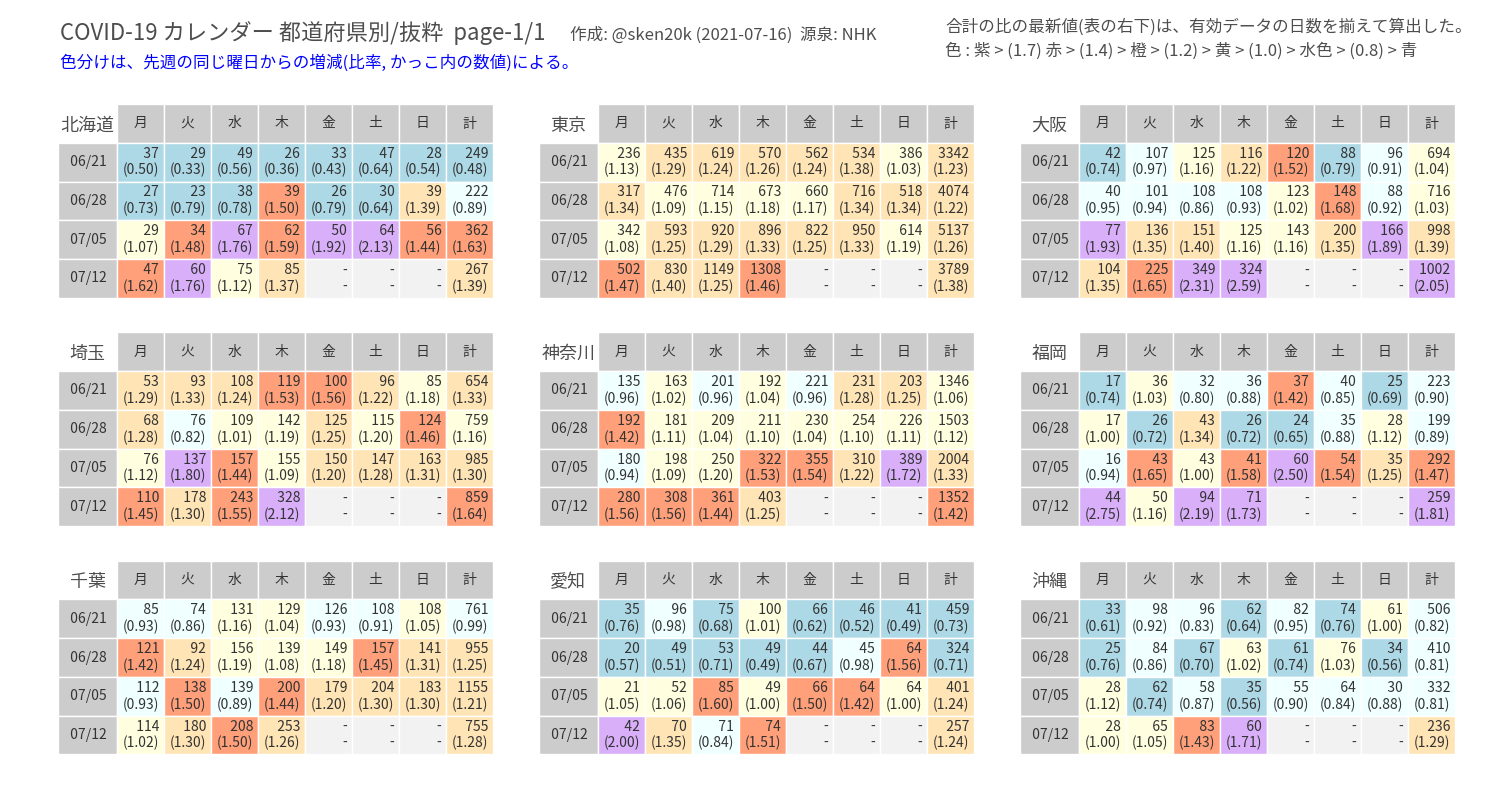 COVID-19 カレンダー 都道府県別/抜粋 page-1/1 作成: @sken20k (2021-07-16) 源泉: NHK
色分けは、先週の同じ曜日からの増減(比率, かっこ内の数値)による。
合計の比の最新値(表の右下)は、有効データの日数を揃えて算出した。
色 : 紫 > (1.7) 赤 > (1.4) 橙 > (1.2) 黄 > (1.0) > 水色 > (0.8) > 青
北海道 月 火 水 木 金 土 日 計
06/21 37 29 49 26 33 47 28 249
(0.50) (0.33) (0.56) (0.36) (0.43) (0.64) (0.54) (0.48)
06/28 27 23 38 39 26 30 39 222
(0.73) (0.79) (0.78) (1.50) (0.79) (0.64) (1.39) (0.89)
07/05 29 34 67 62 50 64 56 362
(1.07) (1.48) (1.76) (1.59) (1.92) (2.13) (1.44) (1.63)
07/12 47 60 75 85 - - - 267
(1.62) (1.76) (1.12) (1.37) - - - (1.39)
東京 月 火 水 木 金 土 日 計
06/21 236 435 619 570 562 534 386 3342
(1.13) (1.29) (1.24) (1.26) (1.24) (1.38) (1.03) (1.23)
06/28 317 476 714 673 660 716 518 4074
(1.34) (1.09) (1.15) (1.18) (1.17) (1.34) (1.34) (1.22)
07/05 342 593 920 896 822 950 614 5137
(1.08) (1.25) (1.29) (1.33) (1.25) (1.33) (1.19) (1.26)
07/12 502 830 1149 1308 - - - 3789
(1.47) (1.40) (1.25) (1.46) - - - (1.38)
大阪 月 火 水 木 金 土 日 計
06/21 42 107 125 116 120 88 96 694
(0.74) (0.97) (1.16) (1.22) (1.52) (0.79) (0.91) (1.04)
06/28 40 101 108 108 123 148 88 716
(0.95) (0.94) (0.86) (0.93) (1.02) (1.68) (0.92) (1.03)
07/05 77 136 151 125 143 200 166 998
(1.93) (1.35) (1.40) (1.16) (1.16) (1.35) (1.89) (1.39)
07/12 104 225 349 324 - - - 1002
(1.35) (1.65) (2.31) (2.59) - - - (2.05)
埼玉 月 火 水 木 金 土 日 計
06/21 53 93 108 119 100 96 85 654
(1.29) (1.33) (1.24) (1.53) (1.56) (1.22) (1.18) (1.33)
06/28 68 76 109 142 125 115 124 759
(1.28) (0.82) (1.01) (1.19) (1.25) (1.20) (1.46) (1.16)
07/05 76 137 157 155 150 147 163 985
(1.12) (1.80) (1.44) (1.09) (1.20) (1.28) (1.31) (1.30)
07/12 110 178 243 328 - - - 859
(1.45) (1.30) (1.55) (2.12) - - - (1.64)
神奈川 月 火 水 木 金 土 日 計
06/21 135 163 201 192 221 231 203 1346
(0.96) (1.02) (0.96) (1.04) (0.96) (1.28) (1.25) (1.06)
06/28 192 181 209 211 230 254 226 1503
(1.42) (1.11) (1.04) (1.10) (1.04) (1.10) (1.11) (1.12)
07/05 180 198 250 322 355 310 389 2004
(0.94) (1.09) (1.20) (1.53) (1.54) (1.22) (1.72) (1.33)
07/12 280 308 361 403 - - - 1352
(1.56) (1.56) (1.44) (1.25) - - - (1.42)
福岡 月 火 水 木 金 土 日 計
06/21 17 36 32 36 37 40 25 223
(0.74) (1.03) (0.80) (0.88) (1.42) (0.85) (0.69) (0.90)
06/28 17 26 43 26 24 35 28 199
(1.00) (0.72) (1.34) (0.72) (0.65) (0.88) (1.12) (0.89)
07/05 16 43 43 41 60 54 35 292
(0.94) (1.65) (1.00) (1.58) (2.50) (1.54) (1.25) (1.47)
07/12 44 50 94 71 - - - 259
(2.75) (1.16) (2.19) (1.73) - - - (1.81)
千葉 月 火 水 木 金 土 日 計
06/21 85 74 131 129 126 108 108 761
(0.93) (0.86) (1.16) (1.04) (0.93) (0.91) (1.05) (0.99)
06/28 121 92 156 139 149 157 141 955
(1.42) (1.24) (1.19) (1.08) (1.18) (1.45) (1.31) (1.25)
07/05 112 138 139 200 179 204 183 1155
(0.93) (1.50) (0.89) (1.44) (1.20) (1.30) (1.30) (1.21)
07/12 114 180 208 253 - - - 755
(1.02) (1.30) (1.50) (1.26) - - - (1.28)
愛知 月 火 水 木 金 土 日 計
06/21 35 96 75 100 66 46 41 459
(0.76) (0.98) (0.68) (1.01) (0.62) (0.52) (0.49) (0.73)
06/28 20 49 53 49 44 45 64 324
(0.57) (0.51) (0.71) (0.49) (0.67) (0.98) (1.56) (0.71)
07/05 21 52 85 49 66 64 64 401
(1.05) (1.06) (1.60) (1.00) (1.50) (1.42) (1.00) (1.24)
07/12 42 70 71 74 - - - 257
(2.00) (1.35) (0.84) (1.51) - - - (1.24)
沖縄 月 火 水 木 金 土 日 計
06/21 33 98 96 62 82 74 61 506
(0.61) (0.92) (0.83) (0.64) (0.95) (0.76) (1.00) (0.82)
06/28 25 84 67 63 61 76 34 410
(0.76) (0.86) (0.70) (1.02) (0.74) (1.03) (0.56) (0.81)
07/05 28 62 58 35 55 64 30 332
(1.12) (0.74) (0.87) (0.56) (0.90) (0.84) (0.88) (0.81)
07/12 28 65 83 60 - - - 236
(1.00) (1.05) (1.43) (1.71) - - - (1.29)